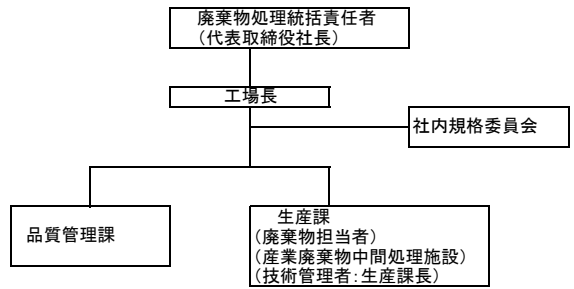 廃棄物処理統括責任者
(代表取締役社長)
工場長
社内規格委員会
品質管理課
生産課
(廃棄物担当者)
(産業廃棄物中間処理施設)
(技術管理者:生産課長)